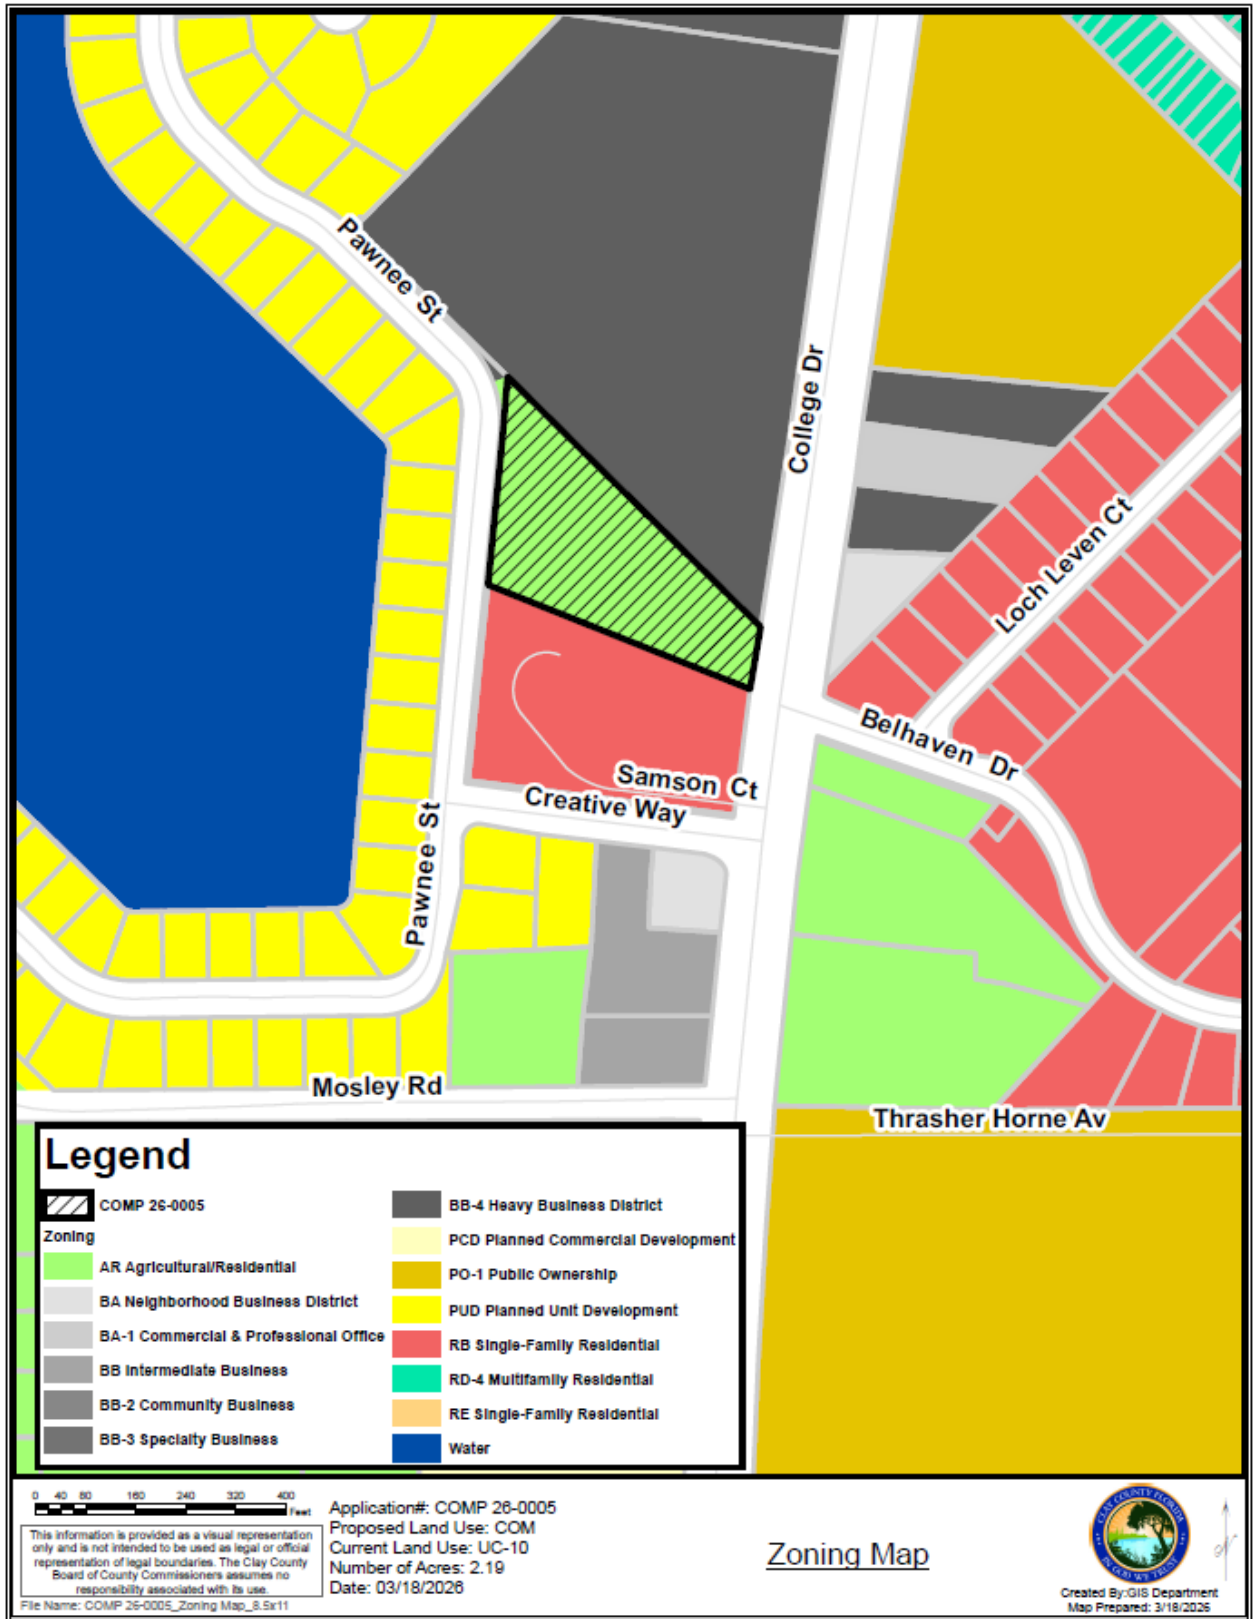 Pawnee St
College Dr
Loch Leven Ct
Belhaven Dr
Samson Ct
Creative Way
Pawnee St
Mosley Rd
Thrasher Horne Av
Legend
COMP 26-0005
Zoning
AR Agricultural/Residential
BA Neighborhood Business District
BA-1 Commercial & Professional Office
BB Intermediate Business
BB-2 Community Business
BB-3 Specialty Business
BB-4 Heavy Business District
PCD Planned Commercial Development
PO-1 Public Ownership
PUD Planned Unit Development
RB Single-Family Residential
RD-4 Multifamily Residential
RE Single-Family Residential
Water
0 40 80 160 240 320 400
Feet
This information is provided as a visual representation
only and is not intended to be used as legal or official
representation of legal boundaries. The Clay County
Board of County Commissioners assumes no
responsibility associated with its use.
File Name: COMP 26-0005_Zoning Map_8.5x11
Application#: COMP 26-0005
Proposed Land Use: COM
Current Land Use: UC-10
Number of Acres: 2.19
Date: 03/18/2026
Zoning Map
CLAY COUNTY FLORIDA
IN GOD WE TRUST
Created By:GIS Department
Map Prepared: 3/18/2026